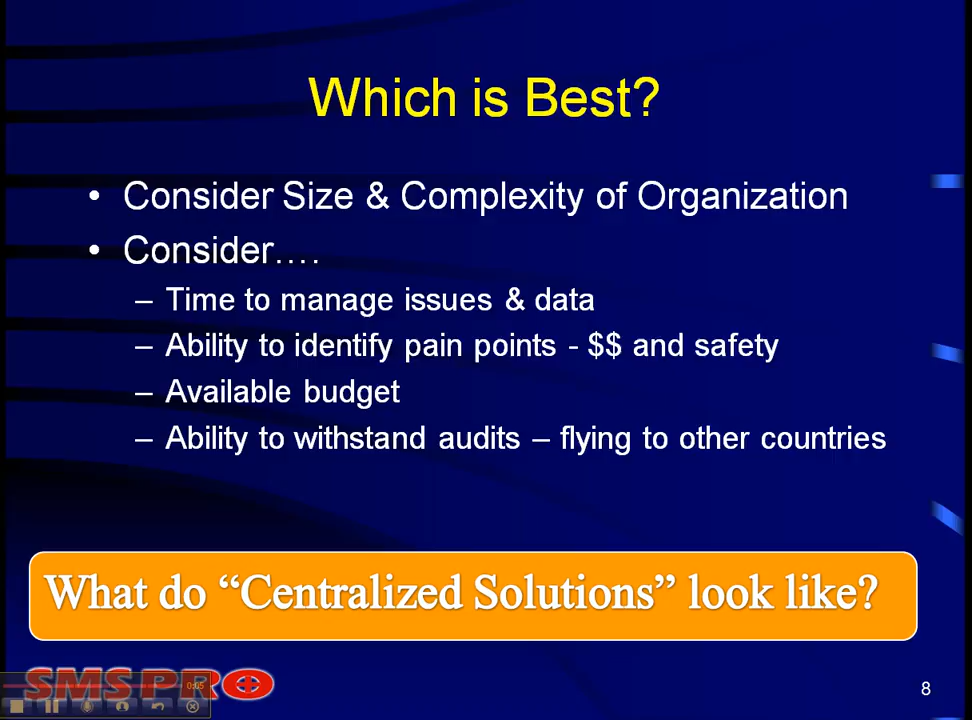 Which is Best?
• Consider Size & Complexity of Organization
• Consider….
– Time to manage issues & data
– Ability to identify pain points - $$ and safety
– Available budget
– Ability to withstand audits – flying to other countries
What do “Centralized Solutions” look like?
SMS PRO
0:05
8